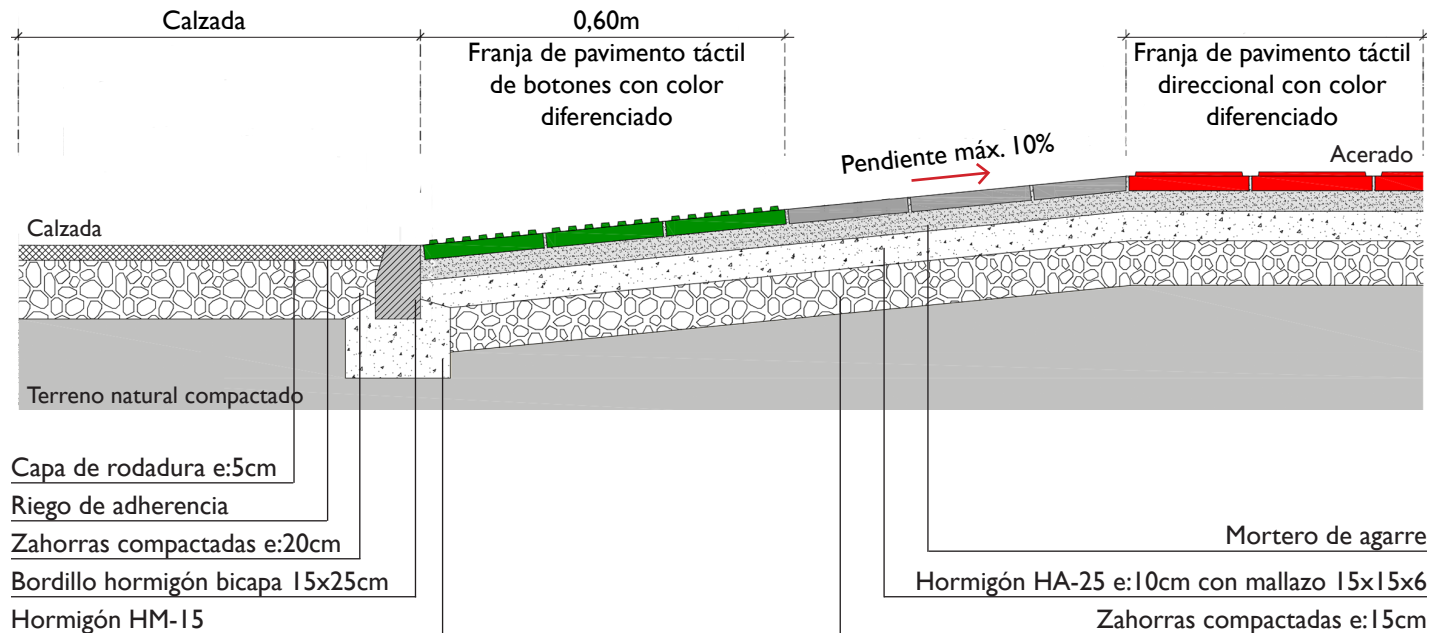 Calzada
0,60m
Franja de pavimento táctil
de botones con color
diferenciado
Franja de pavimento táctil
direccional con color
diferenciado
Pendiente máx. 10%
Acerado
Calzada
Terreno natural compactado
Capa de rodadura e:5cm
Riego de adherencia
Zahorras compactadas e:20cm
Bordillo hormigón bicapa 15x25cm
Hormigón HM-15
Mortero de agarre
Hormigón HA-25 e:10cm con mallazo 15x15x6
Zahorras compactadas e:15cm